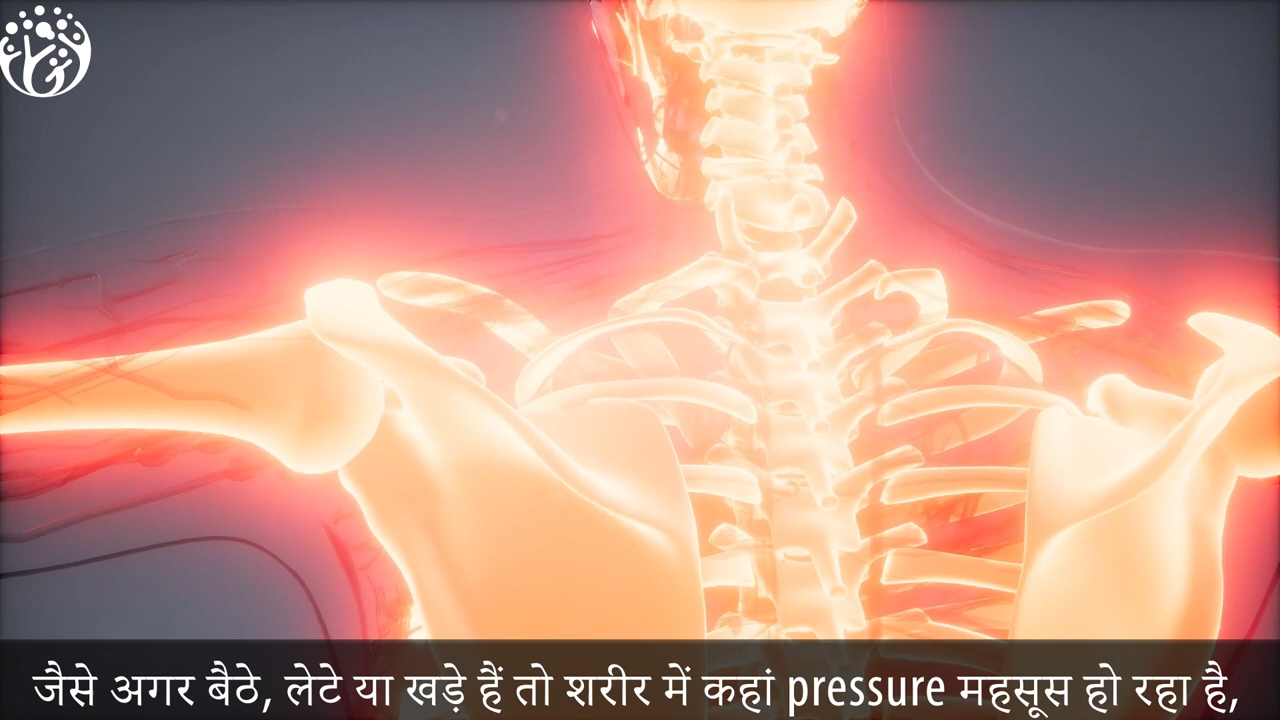 जैसे अगर बैठे, लेटे या खड़े हैं तो शरीर में कहां pressure महसूस हो रहा है,